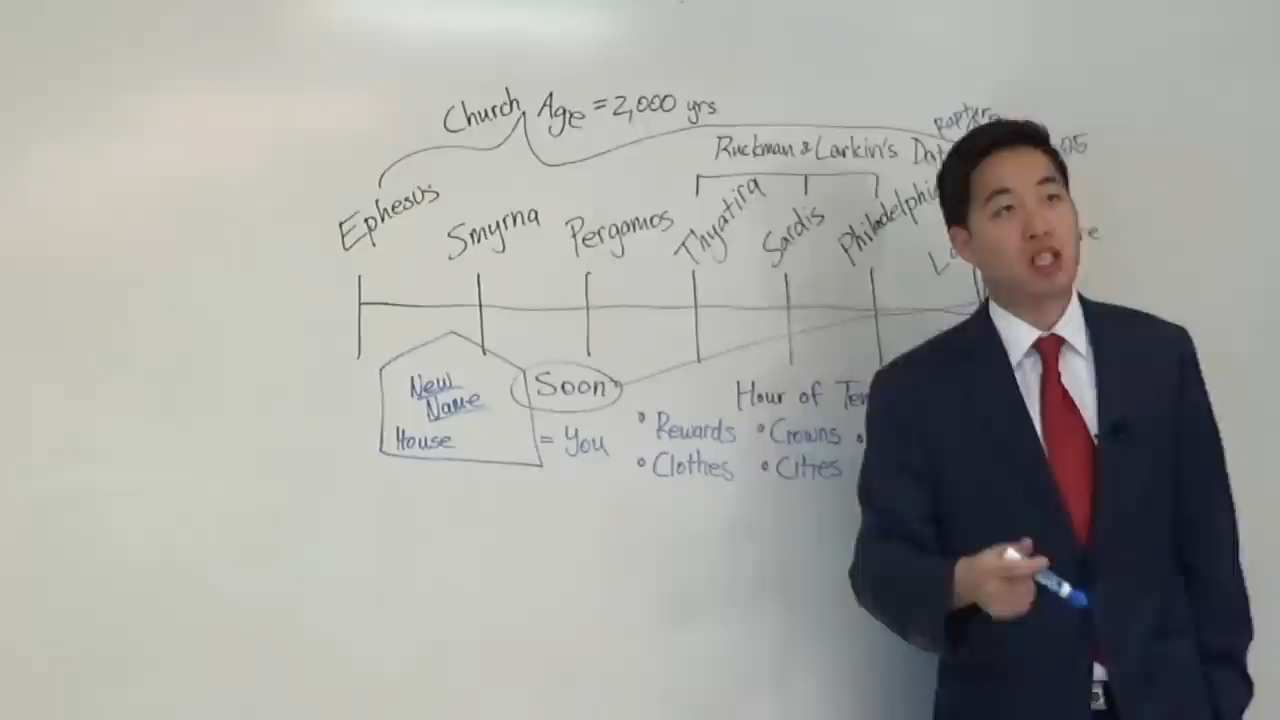 Church Age = 2,000 yrs
Rapture
Ruckman & Larkin's
Ephesus
Smyrna
Pergamos
Thyatira
Sardis
Philadelphia
New
Name
House
Soon
= You
Hour of
• Rewards • Crowns •
• Clothes • Cities